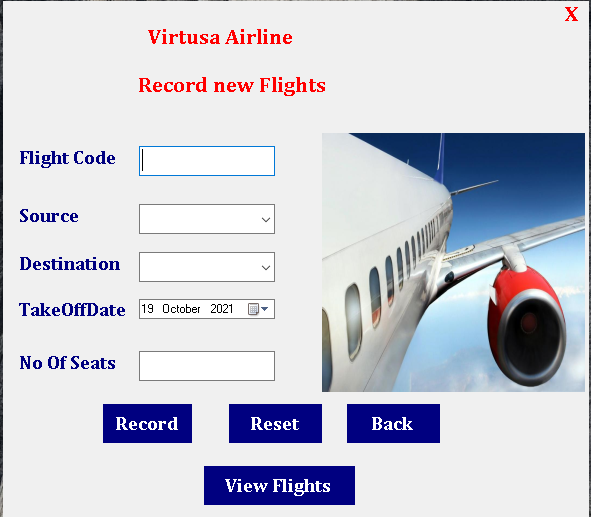 X
Virtusa Airline
Record new Flights
Flight Code
Source
Destination
TakeOffDate 19 October 2021
No Of Seats
Record Reset Back
View Flights